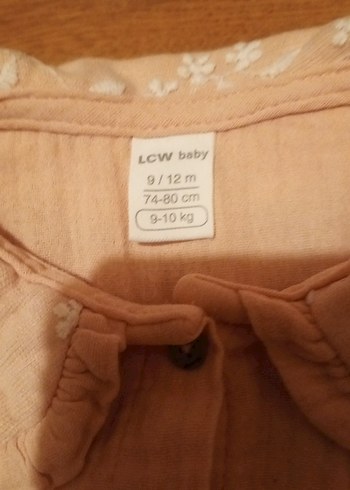 LCW baby
9 / 12 m
74-80 cm
9-10 kg